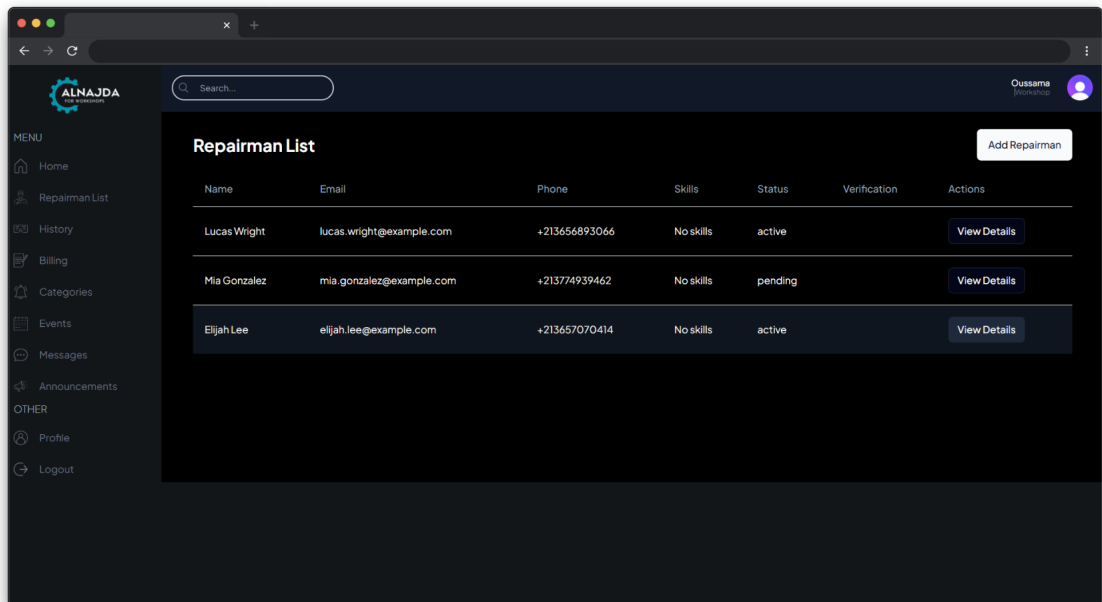 ALNAJDA
FOR WORKSHOPS
Search...
Oussama
Workshop
MENU
Home
Repairman List
History
Billing
Categories
Events
Messages
Announcements
OTHER
Profile
Logout
Repairman List
Add Repairman
Name Email Phone Skills Status Verification Actions
Lucas Wright lucas.wright@example.com +213656893066 No skills active View Details
Mia Gonzalez mia.gonzalez@example.com +213774939462 No skills pending View Details
Elijah Lee elijah.lee@example.com +213657070414 No skills active View Details